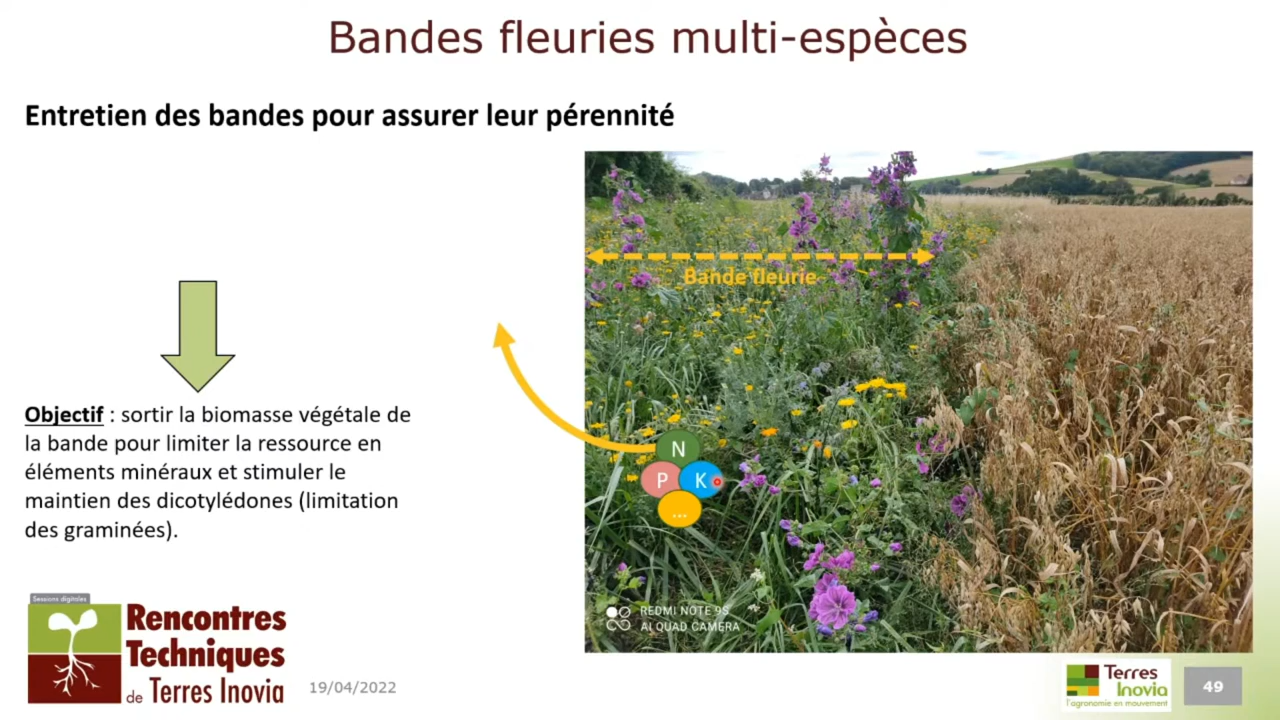 Bandes fleuries multi-espèces
Entretien des bandes pour assurer leur pérennité
Bande fleurie
N
P
K
...
Objectif : sortir la biomasse végétale de
la bande pour limiter la ressource en
éléments minéraux et stimuler le
maintien des dicotylédones (limitation
des graminées).
REDMI NOTE 9S
AI QUAD CAMERA
Sessions digitales
Rencontres
Techniques
de Terres Inovia
19/04/2022
Terres
Inovia
l'agronomie en mouvement
49